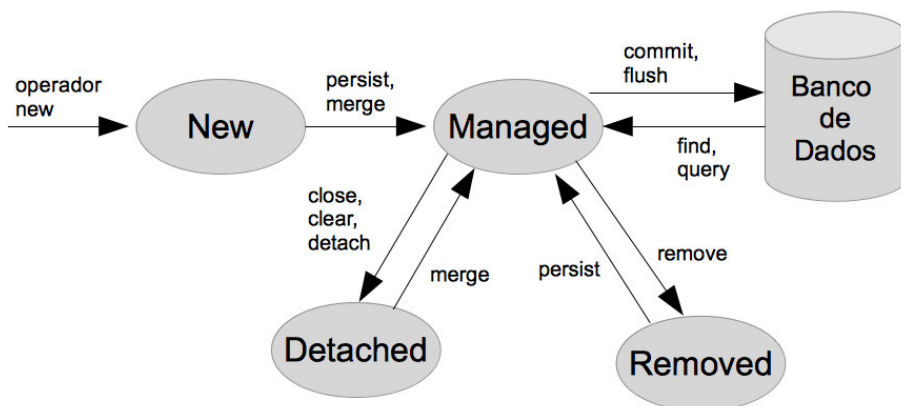 operador
new
New
persist,
merge
Managed
commit,
flush
find,
query
Banco
de
Dados
close,
clear,
detach
merge
persist
remove
Detached
Removed